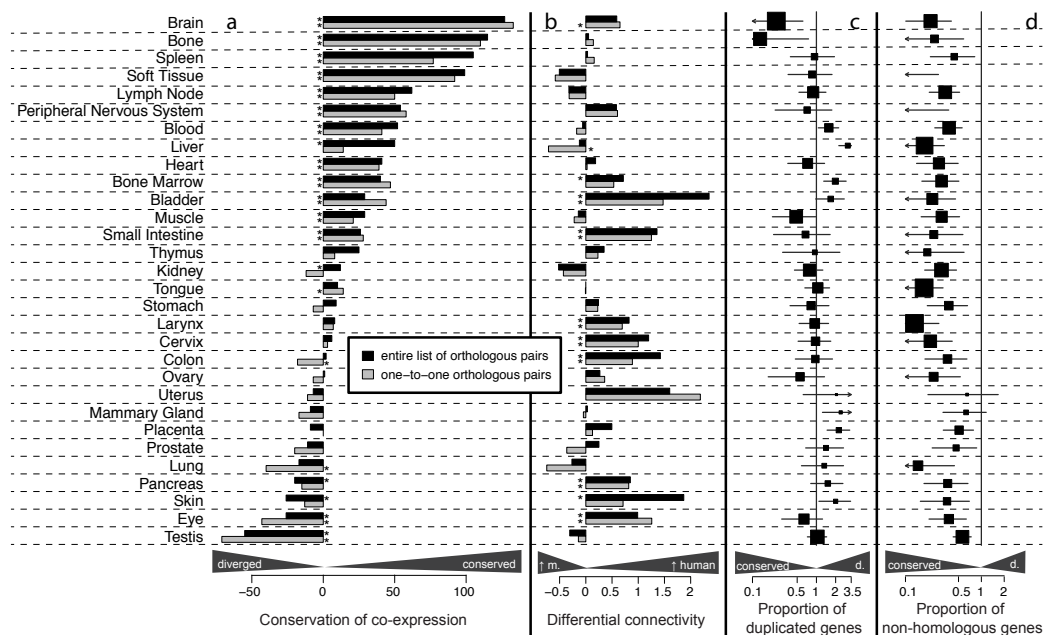 a b c d
Brain
Bone
Spleen
Soft Tissue
Lymph Node
Peripheral Nervous System
Blood
Liver
Heart
Bone Marrow
Bladder
Muscle
Small Intestine
Thymus
Kidney
Tongue
Stomach
Larynx
Cervix
Colon
Ovary
Uterus
Mammary Gland
Placenta
Prostate
Lung
Pancreas
Skin
Eye
Testis
entire list of orthologous pairs
one−to−one orthologous pairs
diverged conserved ↑ m. ↑ human conserved d. conserved d.
−50 0 50 100 −0.5 0 0.5 1 2 0.1 0.5 1 2 3.5 0.1 0.5 1 2
Conservation of co-expression
Differential connectivity
Proportion of
duplicated genes
Proportion of
non-homologous genes